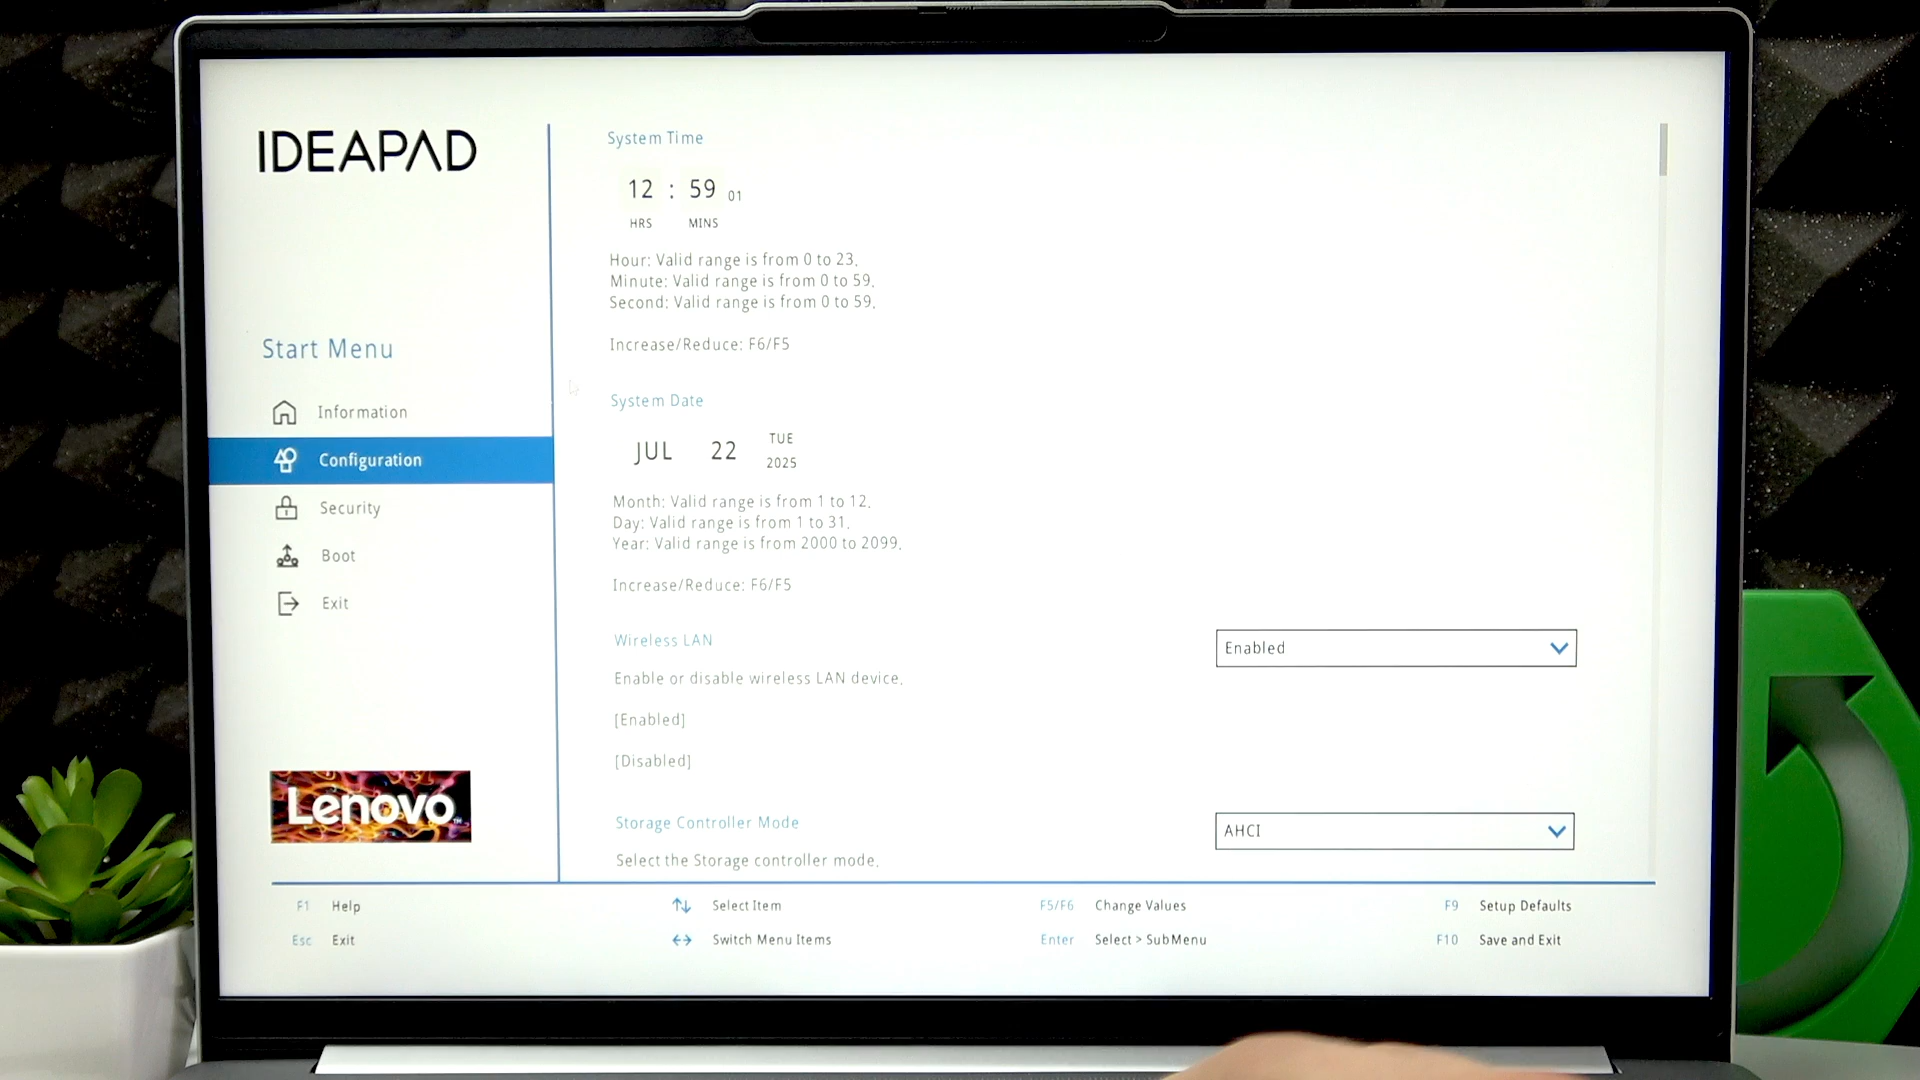 IDEAPAD
Start Menu
Information
Configuration
Security
Boot
Exit
Lenovo
System Time
12 : 59 01
HRS MINS
Hour: Valid range is from 0 to 23.
Minute: Valid range is from 0 to 59.
Second: Valid range is from 0 to 59.
Increase/Reduce: F6/F5
System Date
JUL 22 TUE
2025
Month: Valid range is from 1 to 12.
Day: Valid range is from 1 to 31.
Year: Valid range is from 2000 to 2099.
Increase/Reduce: F6/F5
Wireless LAN
Enabled
Enable or disable wireless LAN device.
[Enabled]
[Disabled]
Storage Controller Mode
AHCI
Select the Storage controller mode.
F1 Help
Select Item
F5/F6 Change Values
F9 Setup Defaults
Esc Exit
Switch Menu Items
Enter Select > SubMenu
F10 Save and Exit